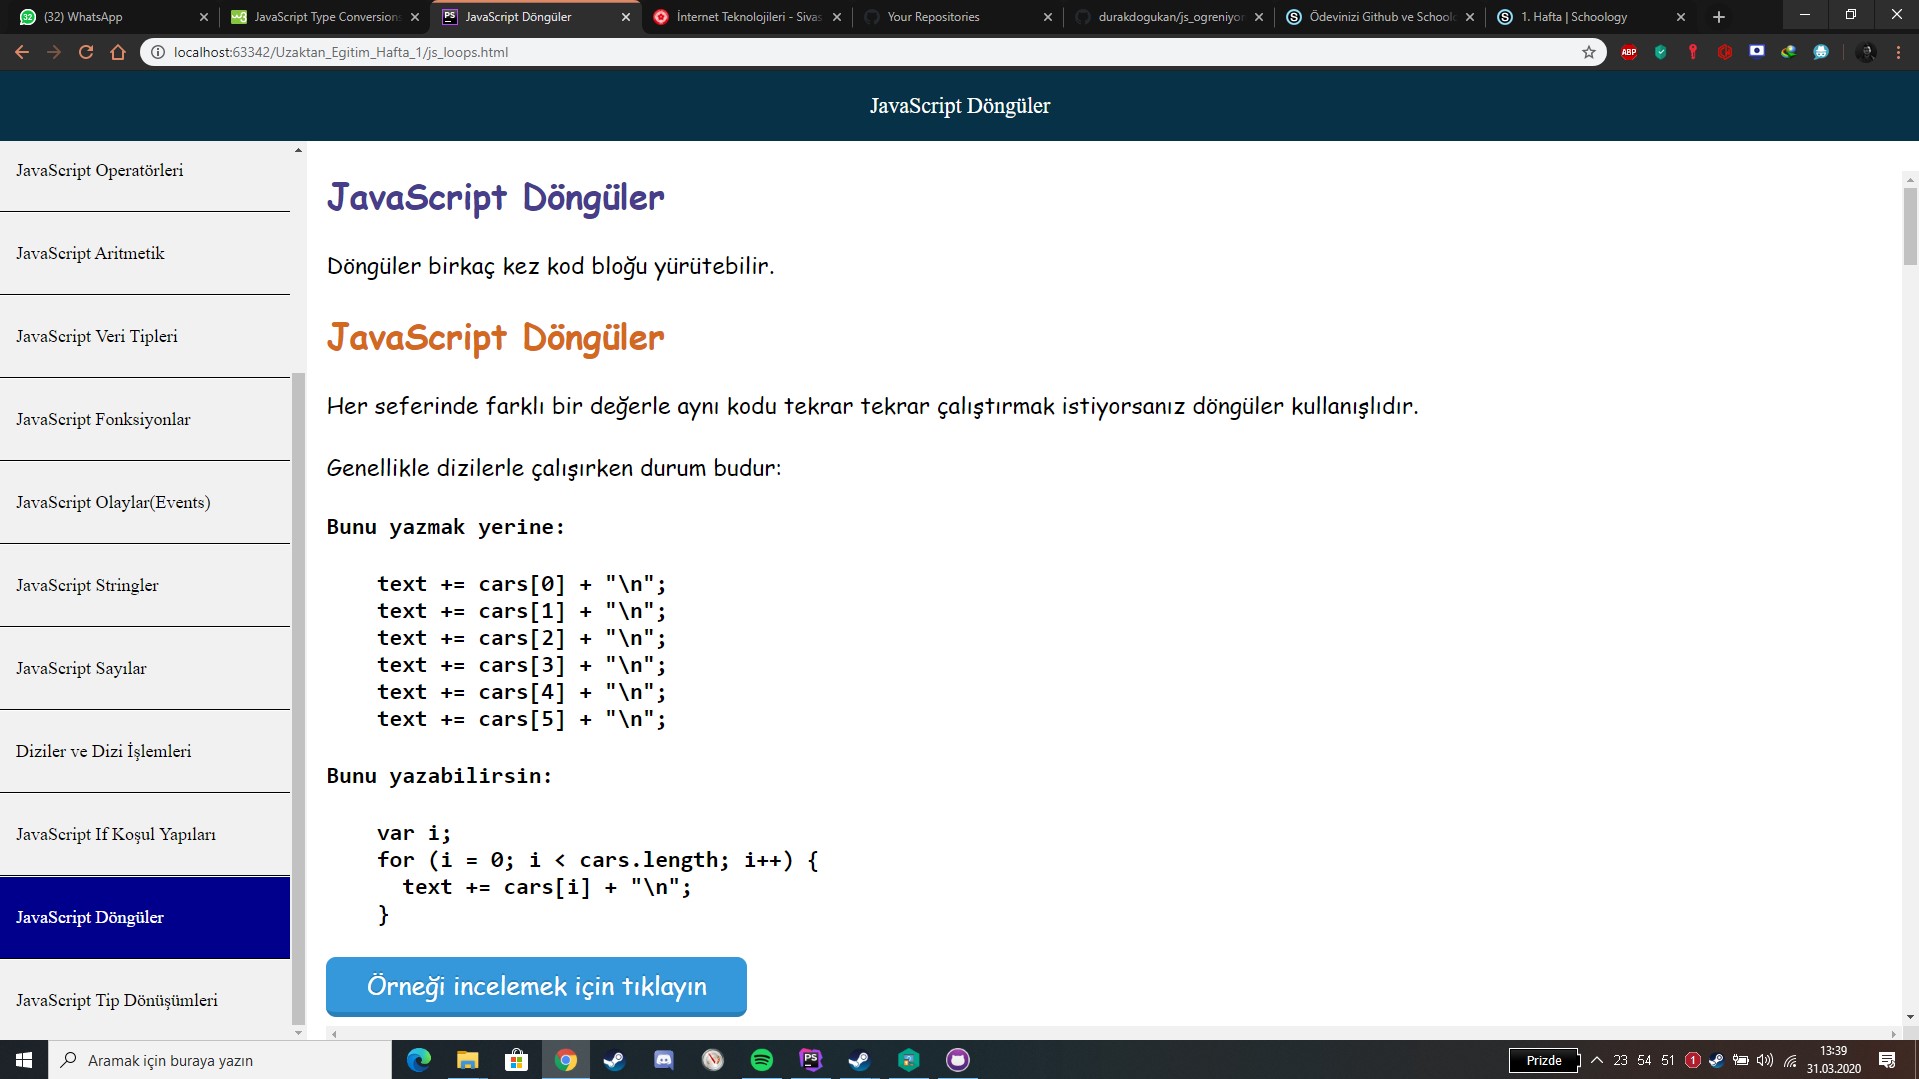 (32) WhatsApp
JavaScript Type Conversions
JavaScript Döngüler
İnternet Teknolojileri - Sivas
Your Repositories
durakdogukan/js_ogreniyor
Ödevinizi Github ve Schoolo
1. Hafta | Schoology
localhost:63342/Uzaktan_Egitim_Hafta_1/js_loops.html
ABP
JavaScript Döngüler
JavaScript Operatörleri
JavaScript Aritmetik
JavaScript Veri Tipleri
JavaScript Fonksiyonlar
JavaScript Olaylar(Events)
JavaScript Stringler
JavaScript Sayılar
Diziler ve Dizi İşlemleri
JavaScript If Koşul Yapıları
JavaScript Döngüler
JavaScript Tip Dönüşümleri
JavaScript Döngüler
Döngüler birkaç kez kod bloğu yürütebilir.
JavaScript Döngüler
Her seferinde farklı bir değerle aynı kodu tekrar tekrar çalıştırmak istiyorsanız döngüler kullanışlıdır.
Genellikle dizilerle çalışırken durum budur:
Bunu yazmak yerine:
text += cars[0] + "\n";
text += cars[1] + "\n";
text += cars[2] + "\n";
text += cars[3] + "\n";
text += cars[4] + "\n";
text += cars[5] + "\n";
Bunu yazabilirsin:
var i;
for (i = 0; i < cars.length; i++) {
text += cars[i] + "\n";
}
Örneği incelemek için tıklayın
Aramak için buraya yazın
Prizde
23 54 51
13:39
31.03.2020